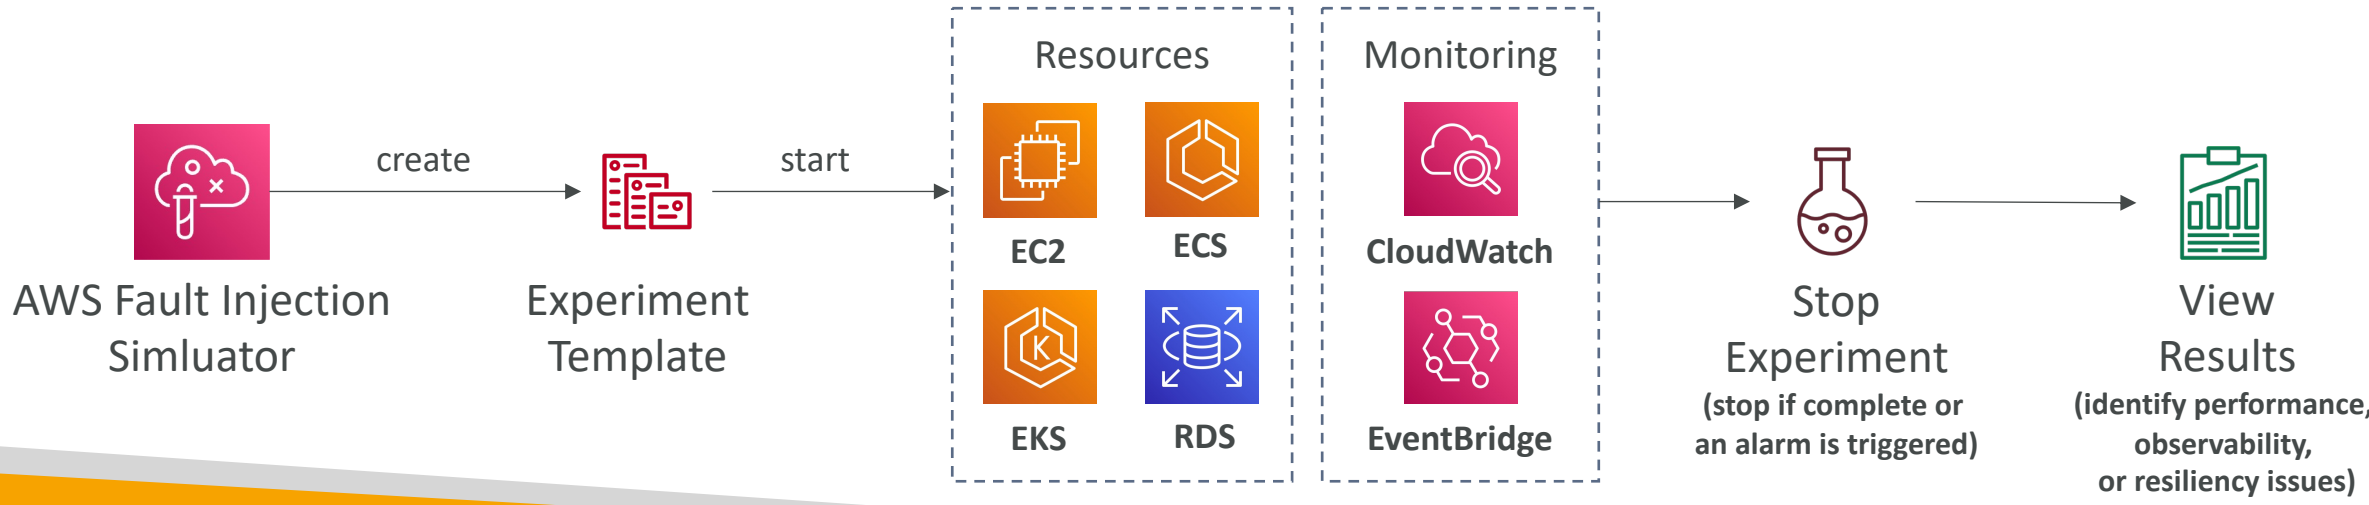 AWS Fault Injection
Simluator
create
Experiment
Template
start
Resources
EC2
ECS
K
EKS
RDS
Monitoring
CloudWatch
EventBridge
Stop
Experiment
(stop if complete or
an alarm is triggered)
View
Results
(identify performance,
observability,
or resiliency issues)